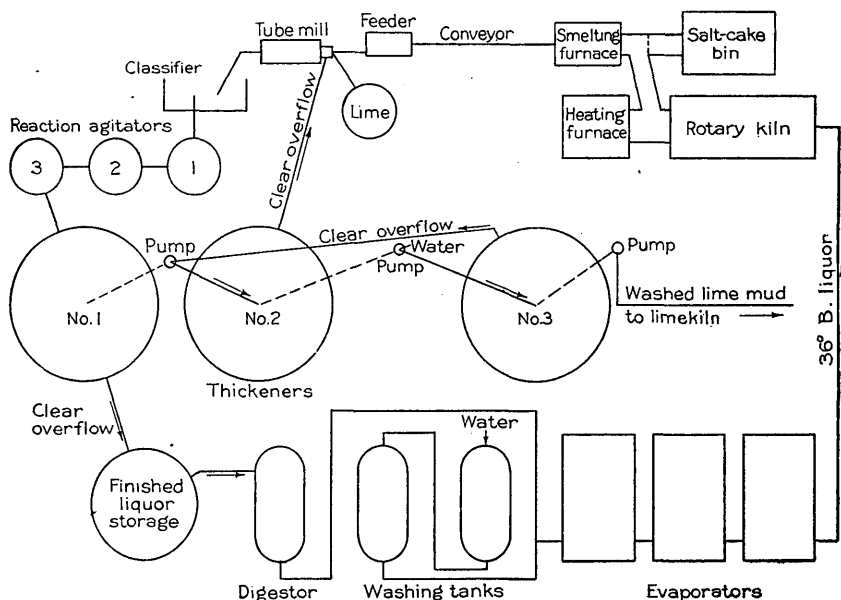 Tube mill
Feeder
Conveyor
Smelting
furnace
Salt-cake
bin
Classifier
Lime
Heating
furnace
Rotary kiln
Reaction agitators
3
2
1
Clear overflow
Pump
Clear overflow
Water
Pump
Pump
No.1
No.2
No.3
Washed lime mud
to limekiln
36° B. liquor
Thickeners
Clear
overflow
Water
Finished
liquor
storage
Digestor
Washing tanks
Evaporators